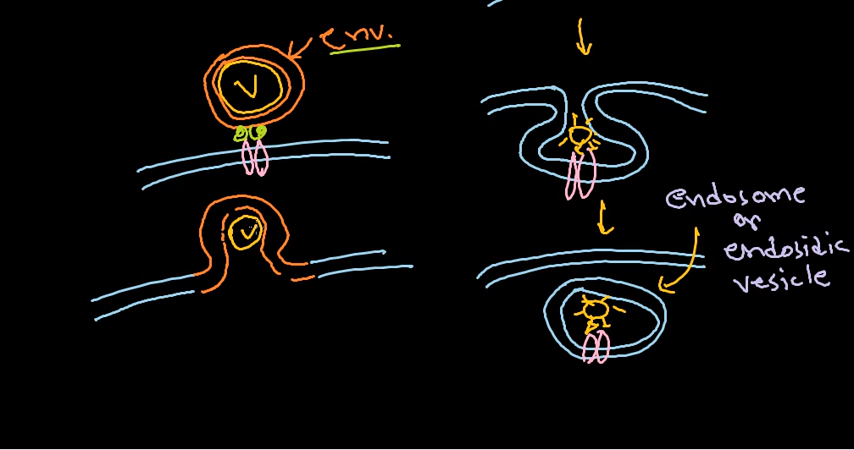 env.
V
V
endosome
or
endosidic
vesicle